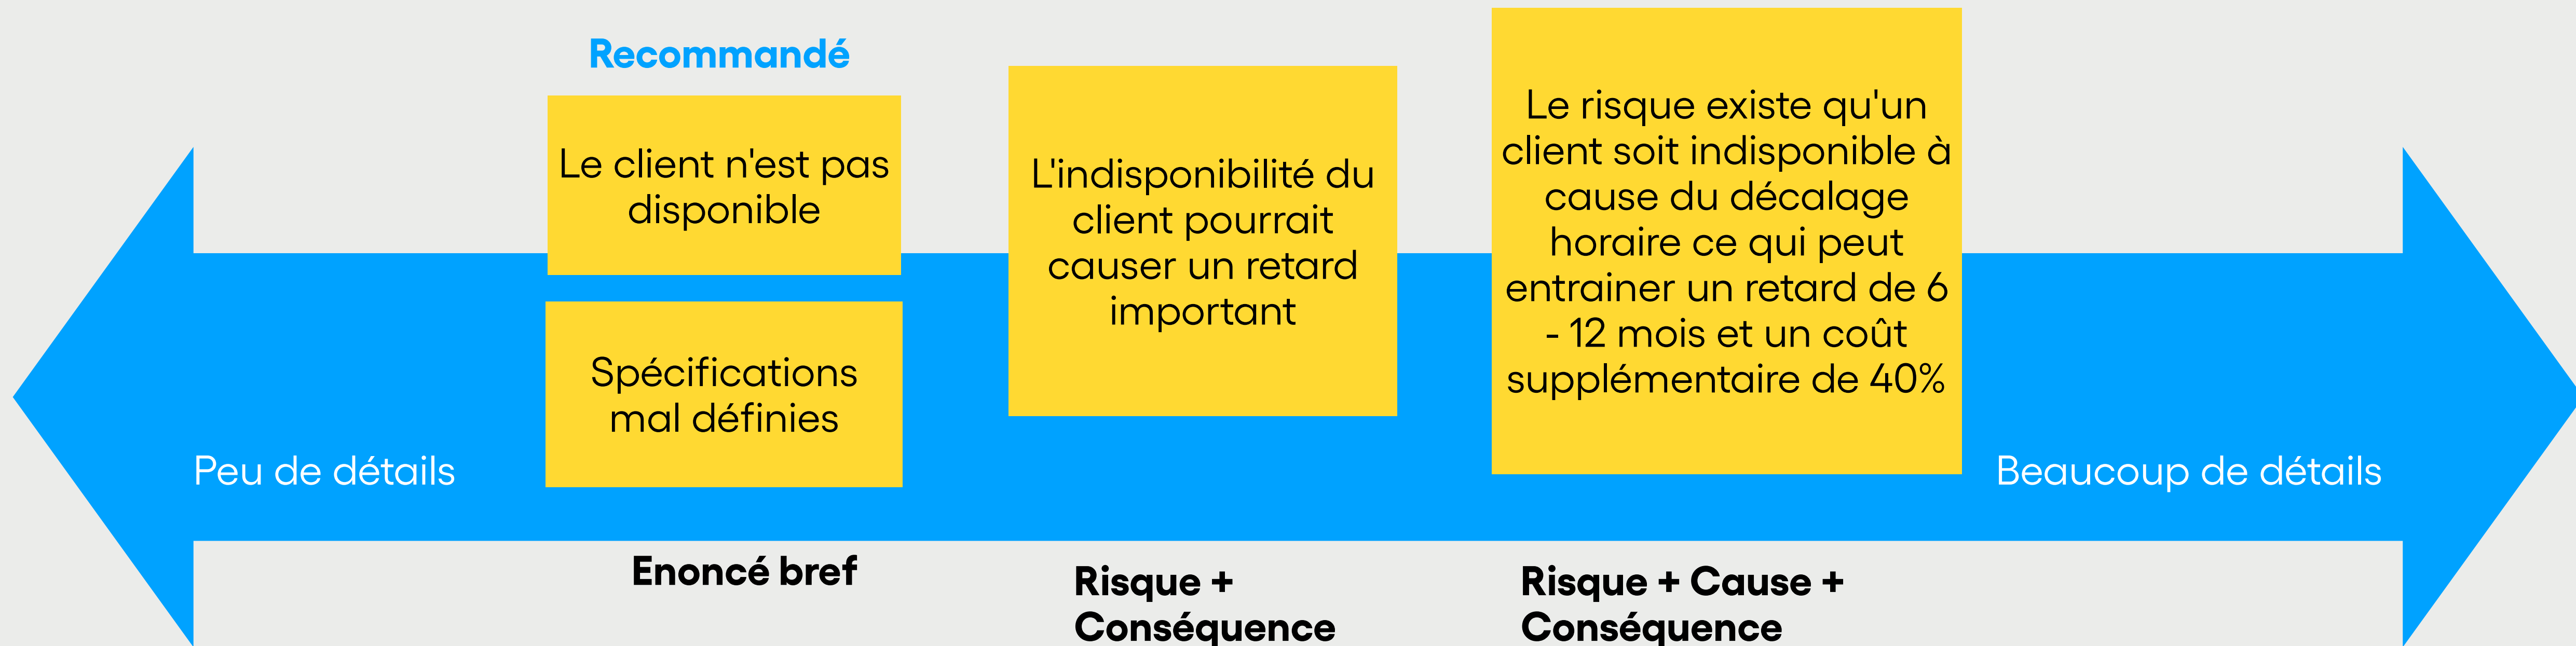 Recommandé
Le client n'est pas
disponible
Spécifications
mal définies
L'indisponibilité du
client pourrait
causer un retard
important
Le risque existe qu'un
client soit indisponible à
cause du décalage
horaire ce qui peut
entrainer un retard de 6
- 12 mois et un coût
supplémentaire de 40%
Peu de détails
Beaucoup de détails
Enoncé bref
Risque +
Conséquence
Risque + Cause +
Conséquence